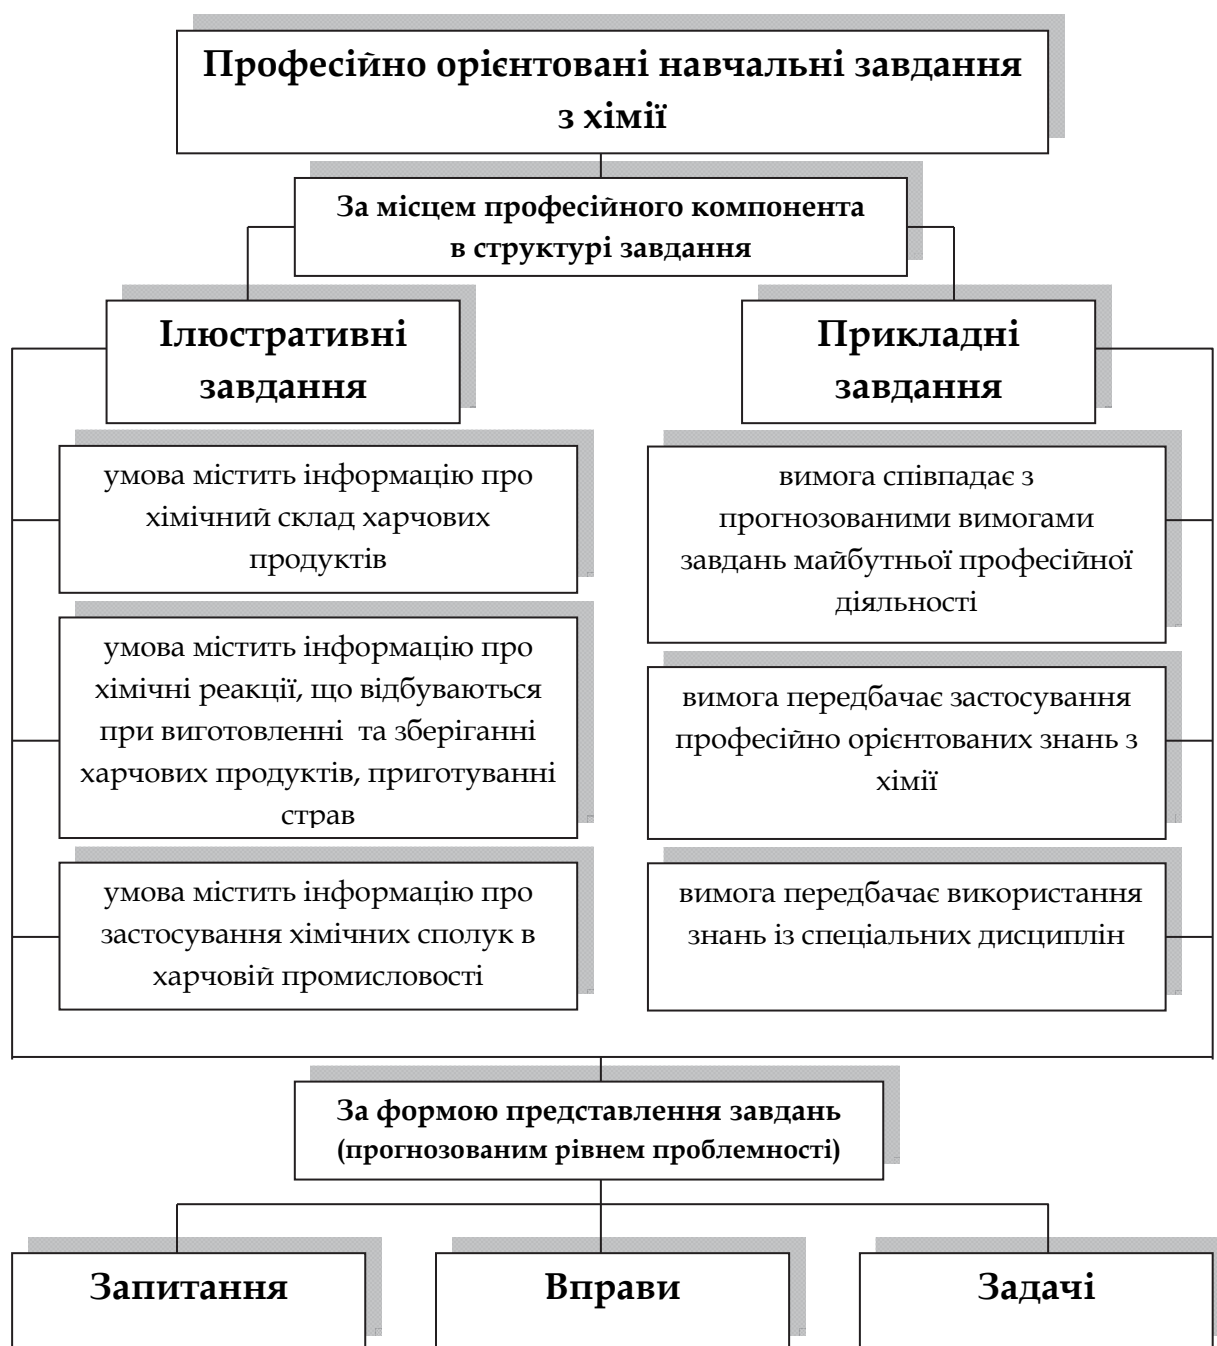 Професійно орієнтовані навчальні завдання
з хімії
За місцем професійного компонента
в структурі завдання
Ілюстративні
завдання
умова містить інформацію про
хімічний склад харчових
продуктів
умова містить інформацію про
хімічні реакції, що відбуваються
при виготовленні та зберіганні
харчових продуктів, приготуванні
страв
умова містить інформацію про
застосування хімічних сполук в
харчовій промисловості
Прикладні
завдання
вимога співпадає з
прогнозованими вимогами
завдань майбутньої професійної
діяльності
вимога передбачає застосування
професійно орієнтованих знань з
хімії
вимога передбачає використання
знань із спеціальних дисциплін
За формою представлення завдань
(прогнозованим рівнем проблемності)
Запитання
Вправи
Задачі